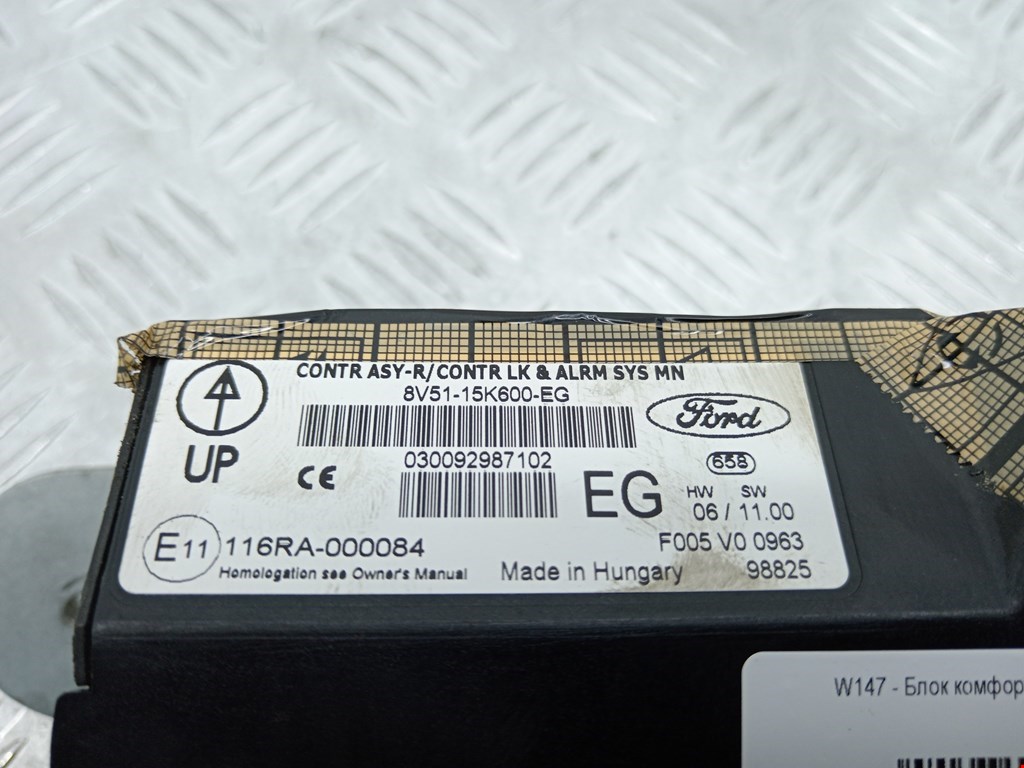 CONTR ASY-R/CONTR LK & ALRM SYS MN
8V51-15K600-EG
Ford
UP
CE
030092987102
EG
658
HW SW
06 / 11.00
E11 116RA-000084
F005 V0 0963
Homologation see Owner's Manual
Made in Hungary
98825
W147 - Блок комфор